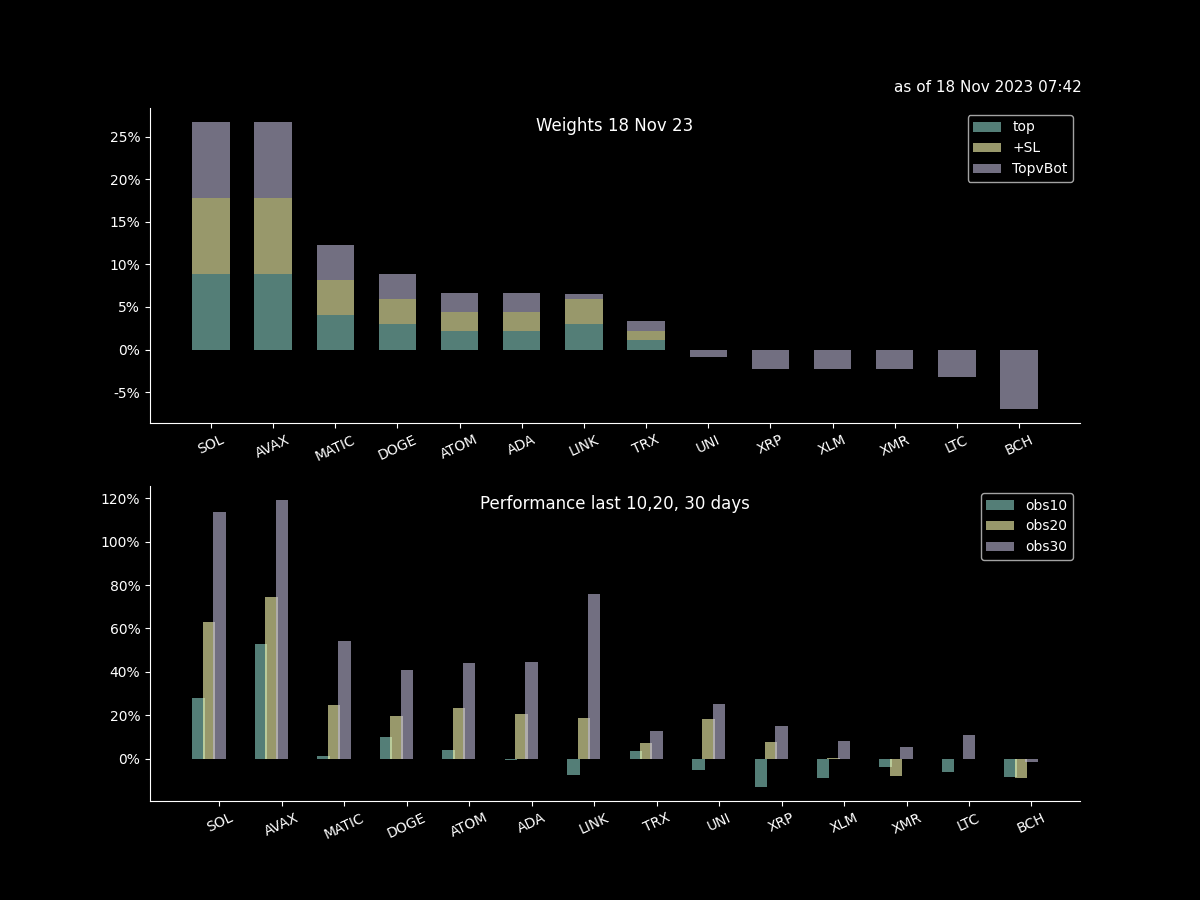 as of 18 Nov 2023 07:42
Weights 18 Nov 23
top
+SL
TopvBot
25%
20%
15%
10%
5%
0%
-5%
SOL AVAX MATIC DOGE ATOM ADA LINK TRX UNI XRP XLM XMR LTC BCH
Performance last 10,20, 30 days
obs10
obs20
obs30
120%
100%
80%
60%
40%
20%
0%
SOL AVAX MATIC DOGE ATOM ADA LINK TRX UNI XRP XLM XMR LTC BCH